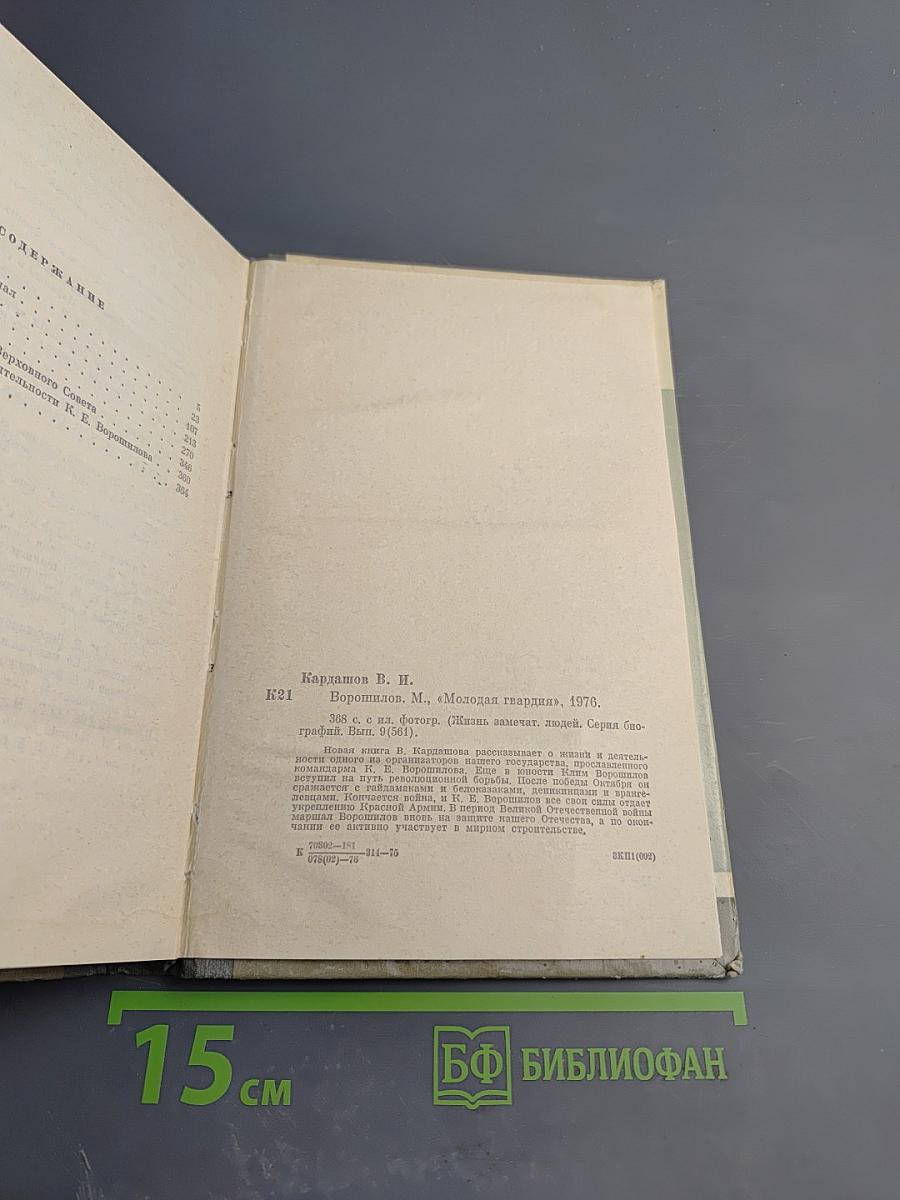 СОДЕРЖАНИЕ
5
23
107
213
Верховного Совета
270
346
К. Е. Ворошилова
360
364
Кардашов В. И.
К21 Ворошилов. М., «Молодая гвардия», 1976.
368 с. с ил. фотогр. (Жизнь замечат. людей. Серия био-
графий. Вып. 9(561).
Новая книга В. Кардашова рассказывает о жизни и деятель-
ности одного из организаторов нашего государства, прославленного
командарма К. Е. Ворошилова. Еще в юности Клим Ворошилов
вступил на путь революционной борьбы. После победы Октября он
сражается с гайдамаками и белоказаками, деникинцами и вранге-
левцами. Кончается война, и К. Е. Ворошилов все свои силы отдает
укреплению Красной Армии. В период Великой Отечественной войны
маршал Ворошилов вновь на защите нашего Отечества, а по окон-
чании ее активно участвует в мирном строительстве.
К 70302—181
078(02)—76 314—75 3КП1(092)
15 см
БФ БИБЛИОФАН